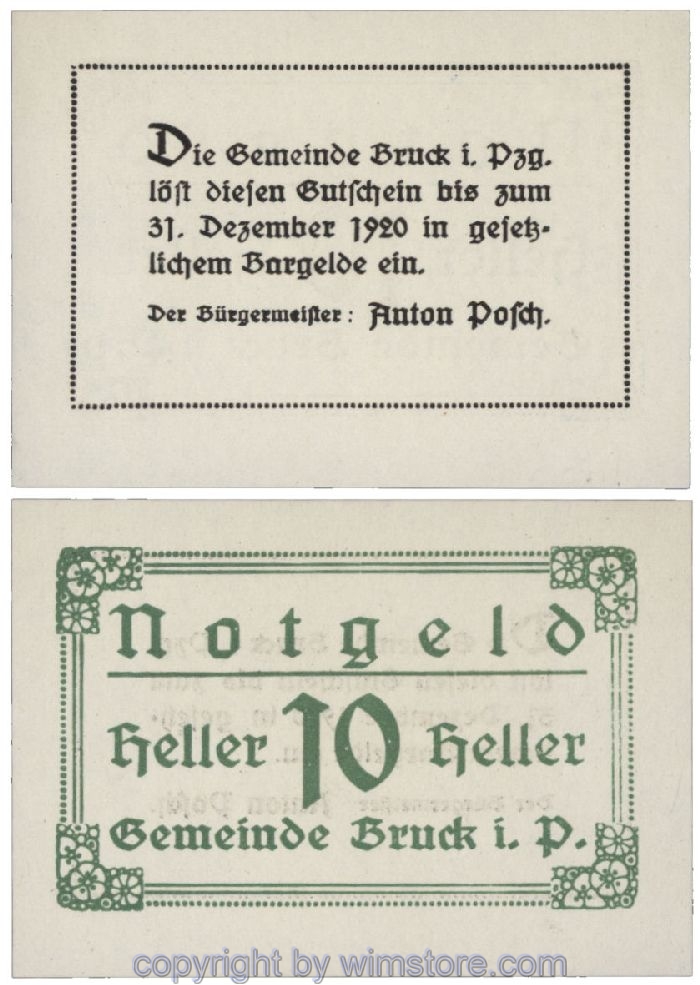 Die Gemeinde Bruck i. Pzg.
löst diesen Gutschein bis zum
31. Dezember 1920 in gesetz-
lichem Bargelde ein.
Der Bürgermeister: Anton Posch.
Notgeld
Heller 10 Heller
Gemeinde Bruck i. P.
copyright by wimstore.com